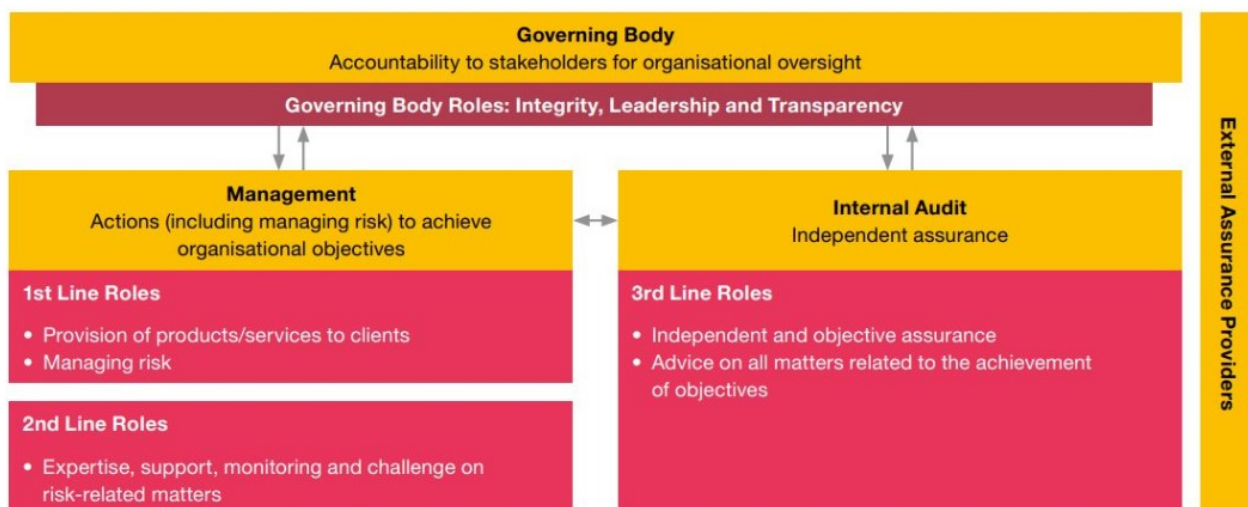 Governing Body
Accountability to stakeholders for organisational oversight
Governing Body Roles: Integrity, Leadership and Transparency
Management
Actions (including managing risk) to achieve
organisational objectives
1st Line Roles
• Provision of products/services to clients
• Managing risk
2nd Line Roles
• Expertise, support, monitoring and challenge on
risk-related matters
Internal Audit
Independent assurance
3rd Line Roles
• Independent and objective assurance
• Advice on all matters related to the achievement
of objectives
External Assurance Providers